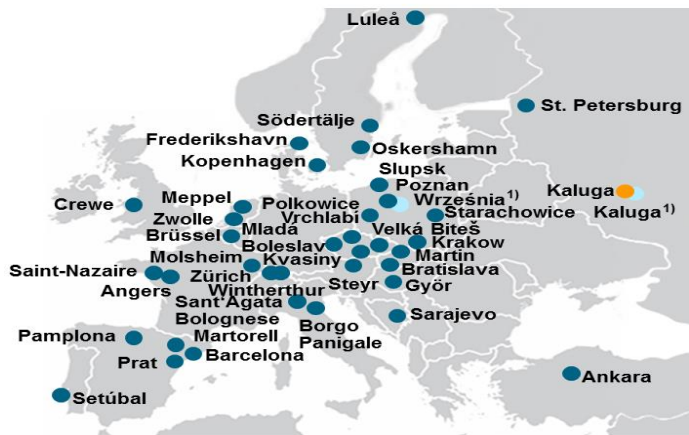 Luleå
St. Petersburg
Södertälje
Frederikshavn
Oskershamn
Kopenhagen
Slupsk
Poznan
Kaluga
Crewe
Meppel
Polkowice
Września1)
Kaluga1)
Zwolle
Vrchlabí
Starachowice
Brüssel
Mladá
Boleslav
Velká Biteš
Krakow
Molsheim
Kvasiny
Martin
Saint-Nazaire
Zürich
Bratislava
Angers
Wintherthur
Steyr
Györ
Sant'Agata
Bolognese
Borgo
Panigale
Sarajevo
Pamplona
Martorell
Prat
Barcelona
Setúbal
Ankara